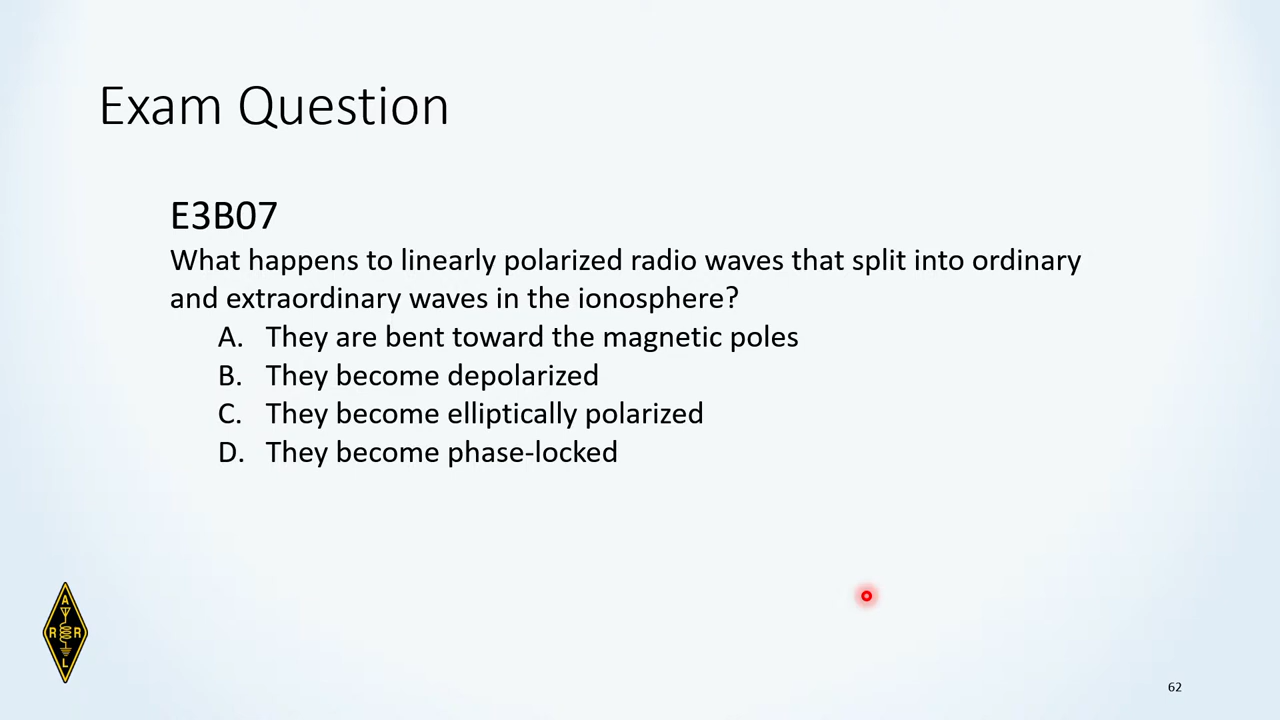 Exam Question
E3B07
What happens to linearly polarized radio waves that split into ordinary
and extraordinary waves in the ionosphere?
A. They are bent toward the magnetic poles
B. They become depolarized
C. They become elliptically polarized
D. They become phase-locked
A
R R
L
62